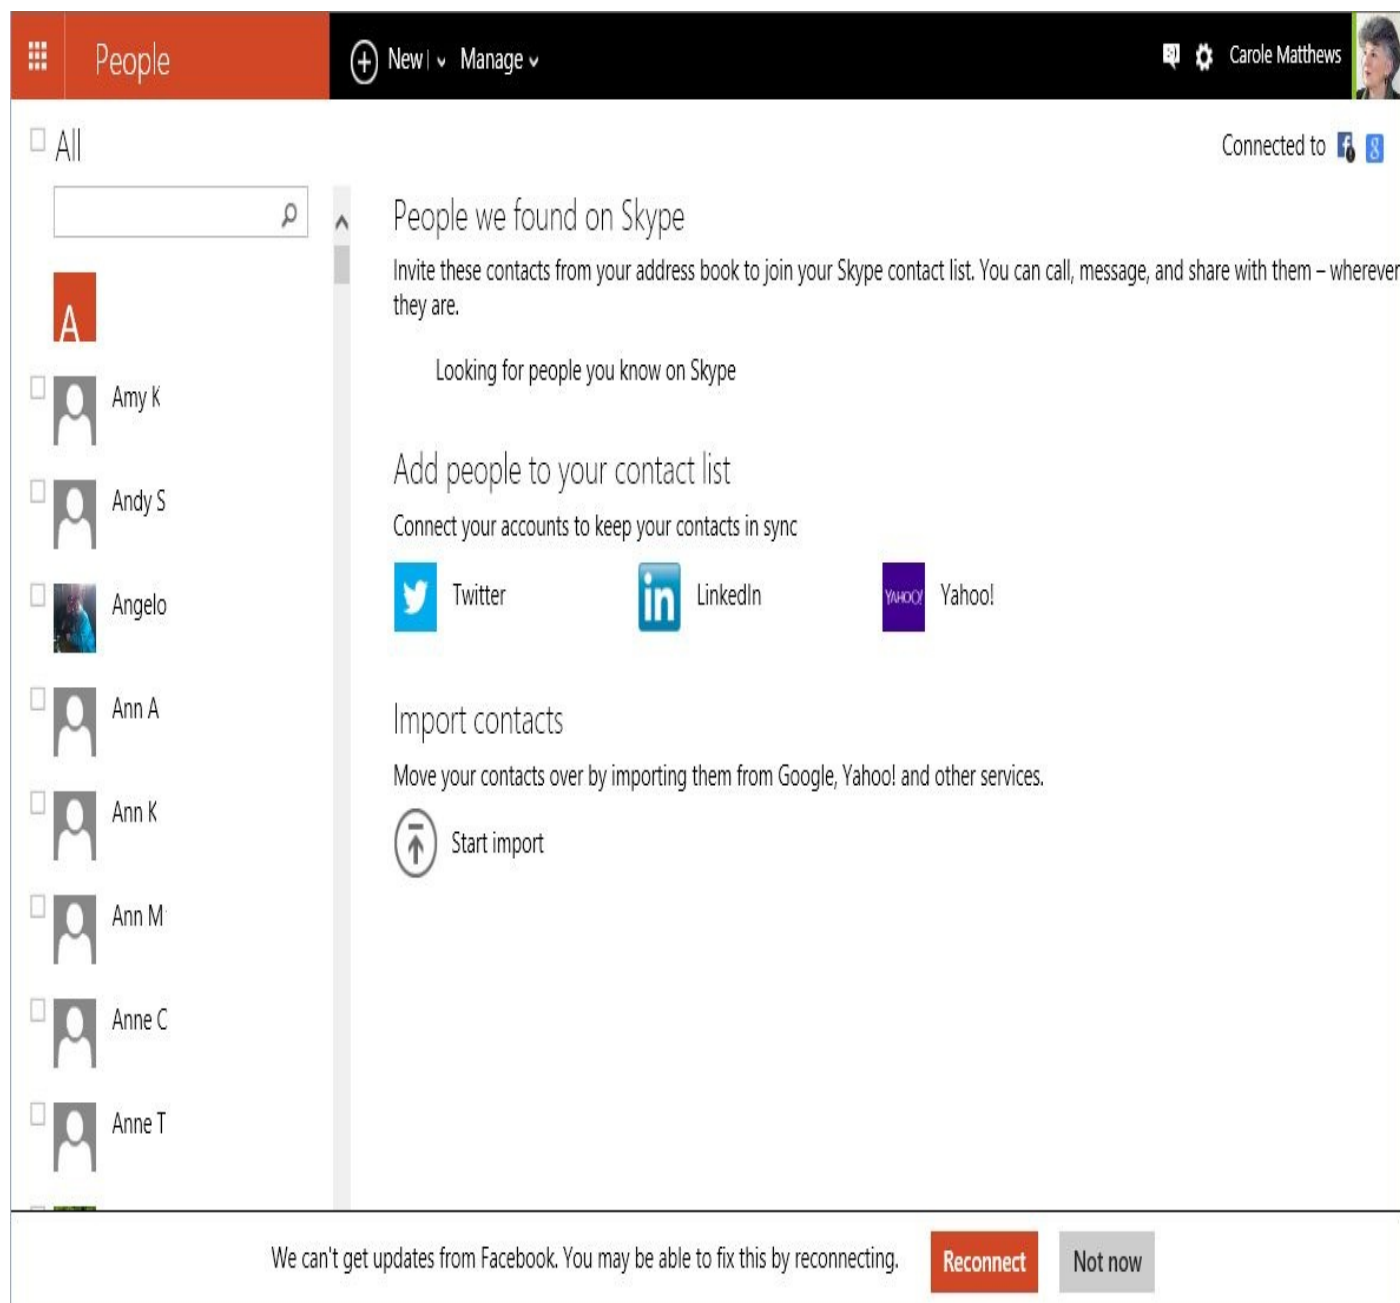 People
New
Manage
Carole Matthews
All
Connected to
A
Amy K
Andy S
Angelo
Ann A
Ann K
Ann M
Anne C
Anne T
People we found on Skype
Invite these contacts from your address book to join your Skype contact list. You can call, message, and share with them – wherever
they are.
Looking for people you know on Skype
Add people to your contact list
Connect your accounts to keep your contacts in sync
Twitter
in LinkedIn
YAHOO! Yahoo!
Import contacts
Move your contacts over by importing them from Google, Yahoo! and other services.
Start import
We can't get updates from Facebook. You may be able to fix this by reconnecting.
Reconnect
Not now